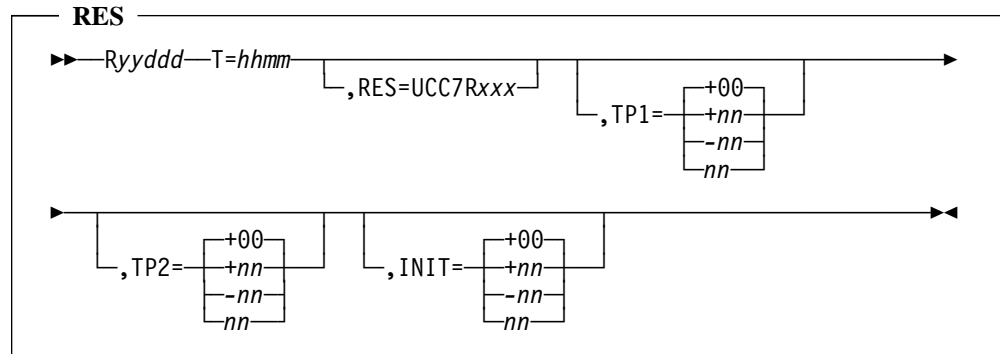 RES
Ryyddd T=hhmm ,RES=UCC7Rxxx ,TP1= +00
+nn
-nn
nn
,TP2= +00 ,INIT= +00
+nn +nn
-nn -nn
nn nn